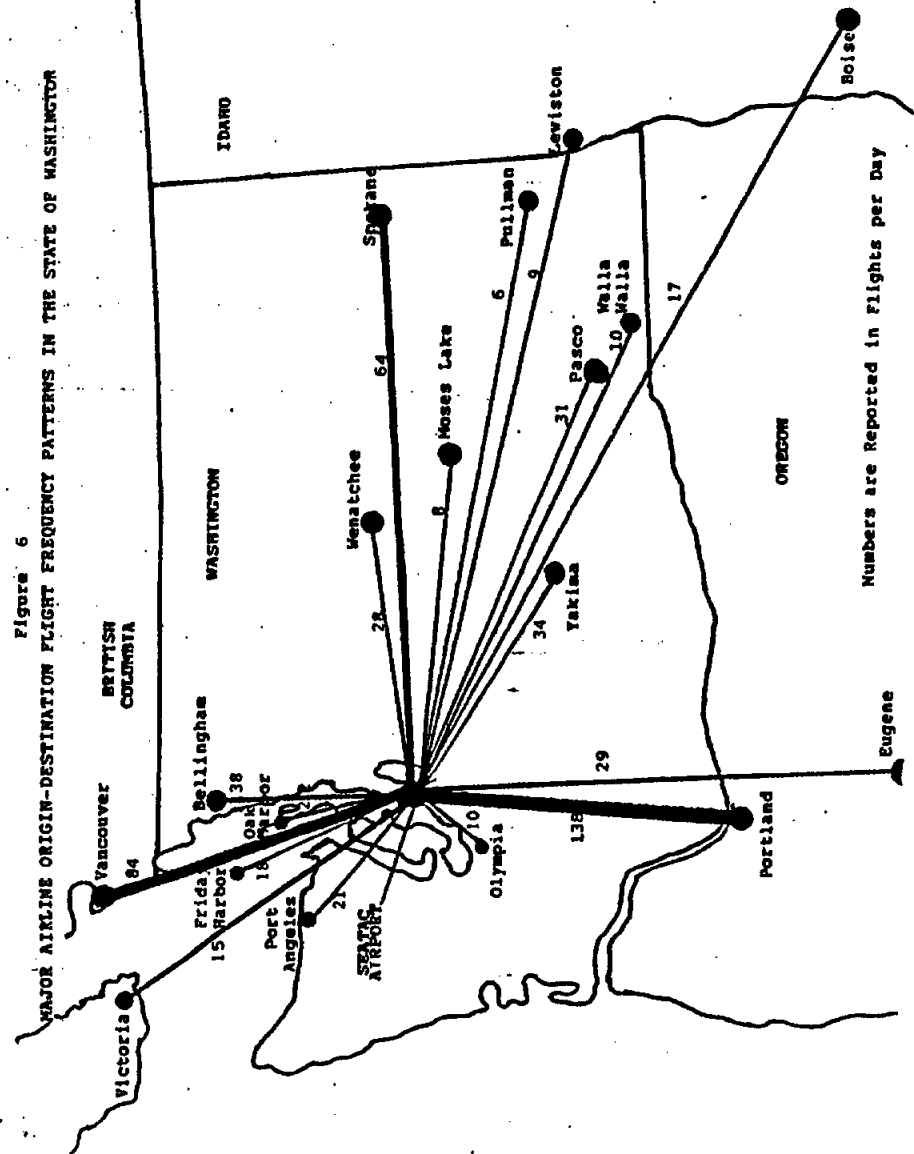 Figure 6
MAJOR AIRLINE ORIGIN-DESTINATION FLIGHT FREQUENCY PATTERNS IN THE STATE OF WASHINGTON
BRITISH
COLUMBIA
Vancouver
84
Victoria
Bellingham
38
WASHINGTON
IDAHO
Friday
Harbor
15
18
Oak
Harbor
Port
Angeles
21
SEATAC
AIRPORT
Wenatchee
28
Spokane
64
Moses Lake
8
Pullman
6
Lewiston
9
Pasco
31
Walla
Walla
10
Yakima
34
17
Boise
Olympia
10
138
29
Portland
Eugene
OREGON
Numbers are Reported in Flights per Day